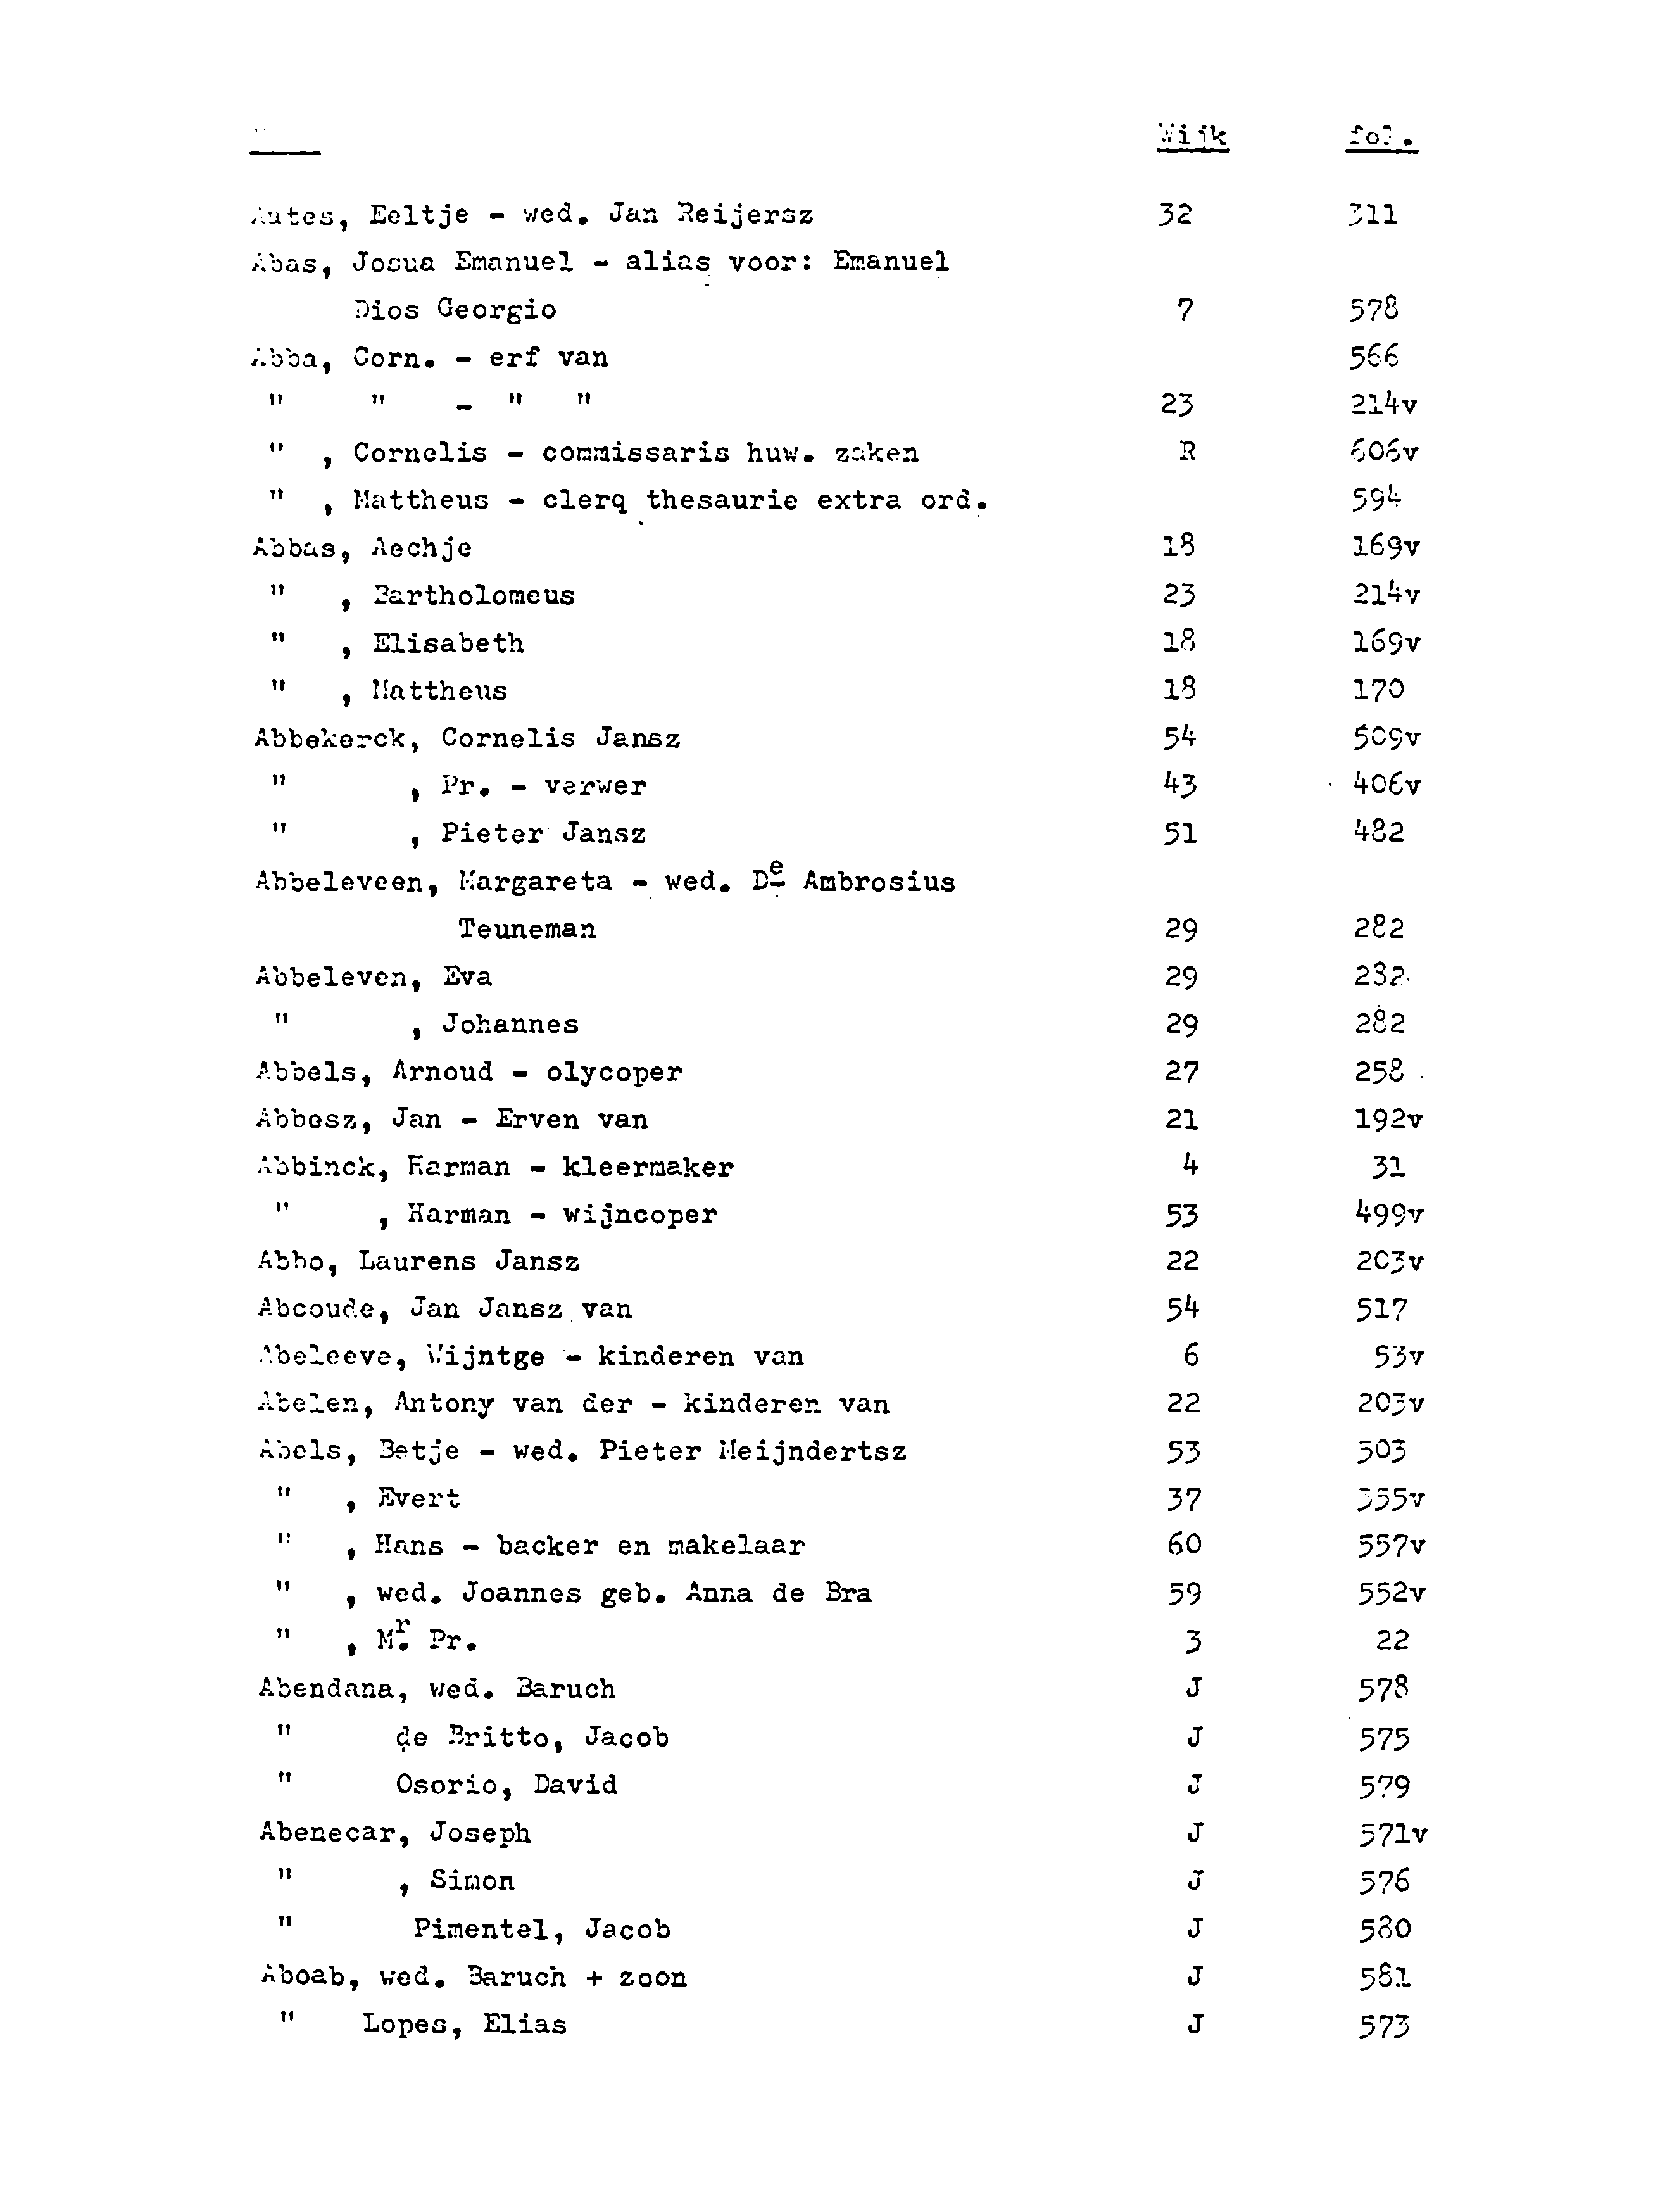 Wijk fol.
Aates, Eeltje - wed. Jan Reijersz 32 311
Abas, Josua Emanuel - alias voor: Emanuel
Dios Georgio 7 578
Abba, Corn. - erf van 566
" " - " " 23 214v
" , Cornelis - commissaris huw. zaken R 606v
" , Mattheus - clerq thesaurie extra ord. 594
Abbas, Aechje 18 169v
" , Bartholomeus 23 214v
" , Elisabeth 18 169v
" , Mattheus 18 170
Abbekerck, Cornelis Jansz 54 509v
" , Pr. - verwer 43 406v
" , Pieter Jansz 51 482
Abbeleveen, Margareta - wed. De Ambrosius
Teuneman 29 282
Abbeleven, Eva 29 282
" , Johannes 29 282
Abbels, Arnoud - olycoper 27 258
Abbesz, Jan - Erven van 21 192v
Abbinck, Harman - kleermaker 4 31
" , Harman - wijncoper 53 499v
Abbo, Laurens Jansz 22 203v
Abcoude, Jan Jansz van 54 517
Abeleeve, Wijntge - kinderen van 6 53v
Abelen, Antony van der - kinderen van 22 203v
Abels, Betje - wed. Pieter Meijndertsz 53 503
" , Evert 37 355v
" , Hans - backer en makelaar 60 557v
" , wed. Joannes geb. Anna de Bra 59 552v
" , Mr. Pr. 3 22
Abendana, wed. Baruch J 578
" de Britto, Jacob J 575
" Osorio, David J 579
Abenecar, Joseph J 571v
" , Simon J 576
" Pimentel, Jacob J 580
Aboab, wed. Baruch + zoon J 581
" Lopes, Elias J 573